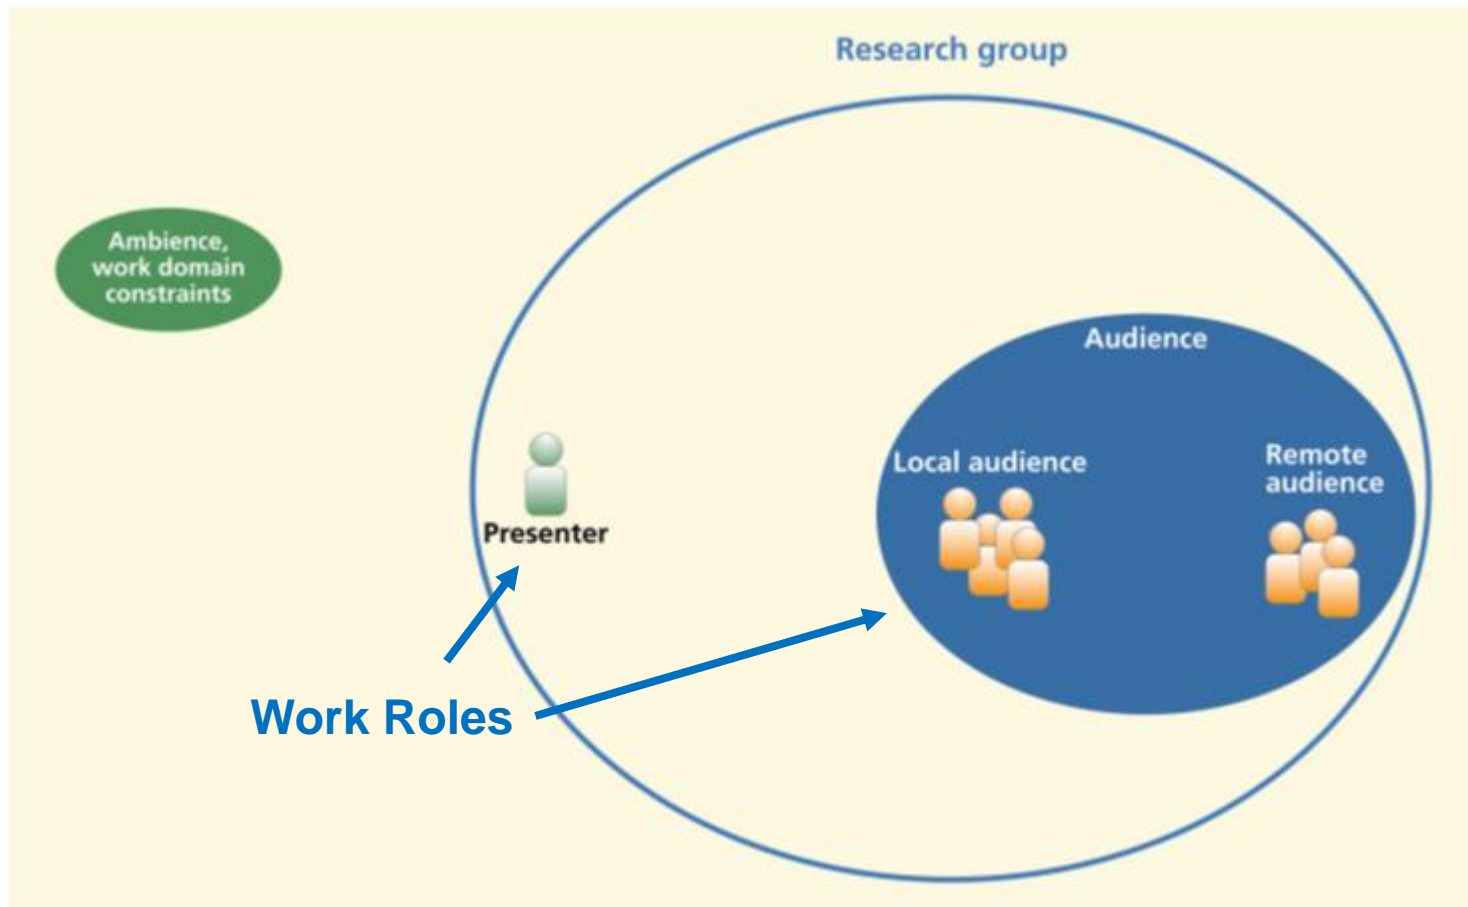 Research group
Ambience,
work domain
constraints
Audience
Local audience
Remote
audience
Presenter
Work Roles